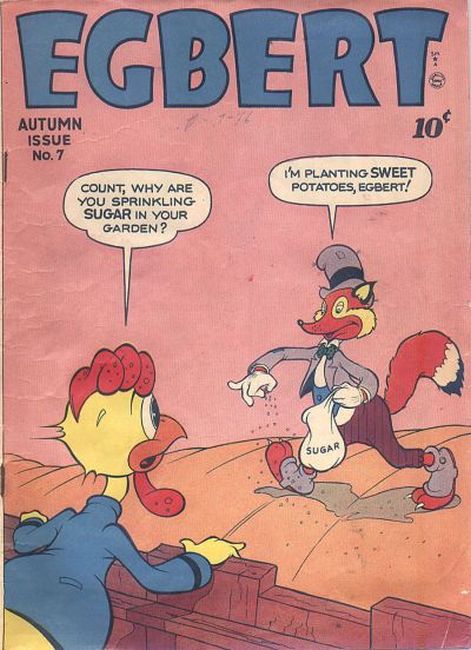 EGBERT
AUTUMN
ISSUE
No. 7
10¢
COUNT, WHY ARE
YOU SPRINKLING
SUGAR IN YOUR
GARDEN?
I'M PLANTING SWEET
POTATOES, EGBERT!
SUGAR